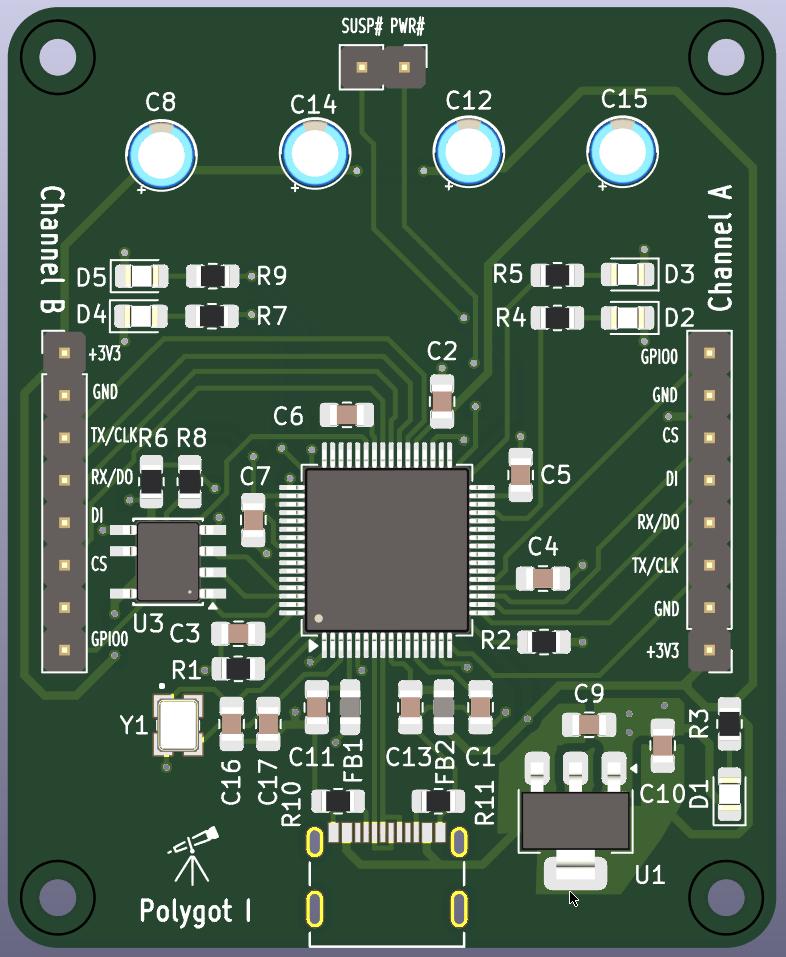 SUSP# PWR#
C8 C14 C12 C15
Channel B
Channel A
D5 R9
R5 D3
D4 R7
R4 D2
+3V3
GND
TX/CLK
RX/DO
DI
CS
GPIO0
C2
C6
R6 R8
C7
C5
C4
U3
C3
R1
R2
GPIO0
GND
CS
DI
RX/DO
TX/CLK
GND
+3V3
Y1
C16
C17
C11
FB1
C13
FB2
C1
C9
R3
C10
D1
R10
R11
U1
Polygot 1